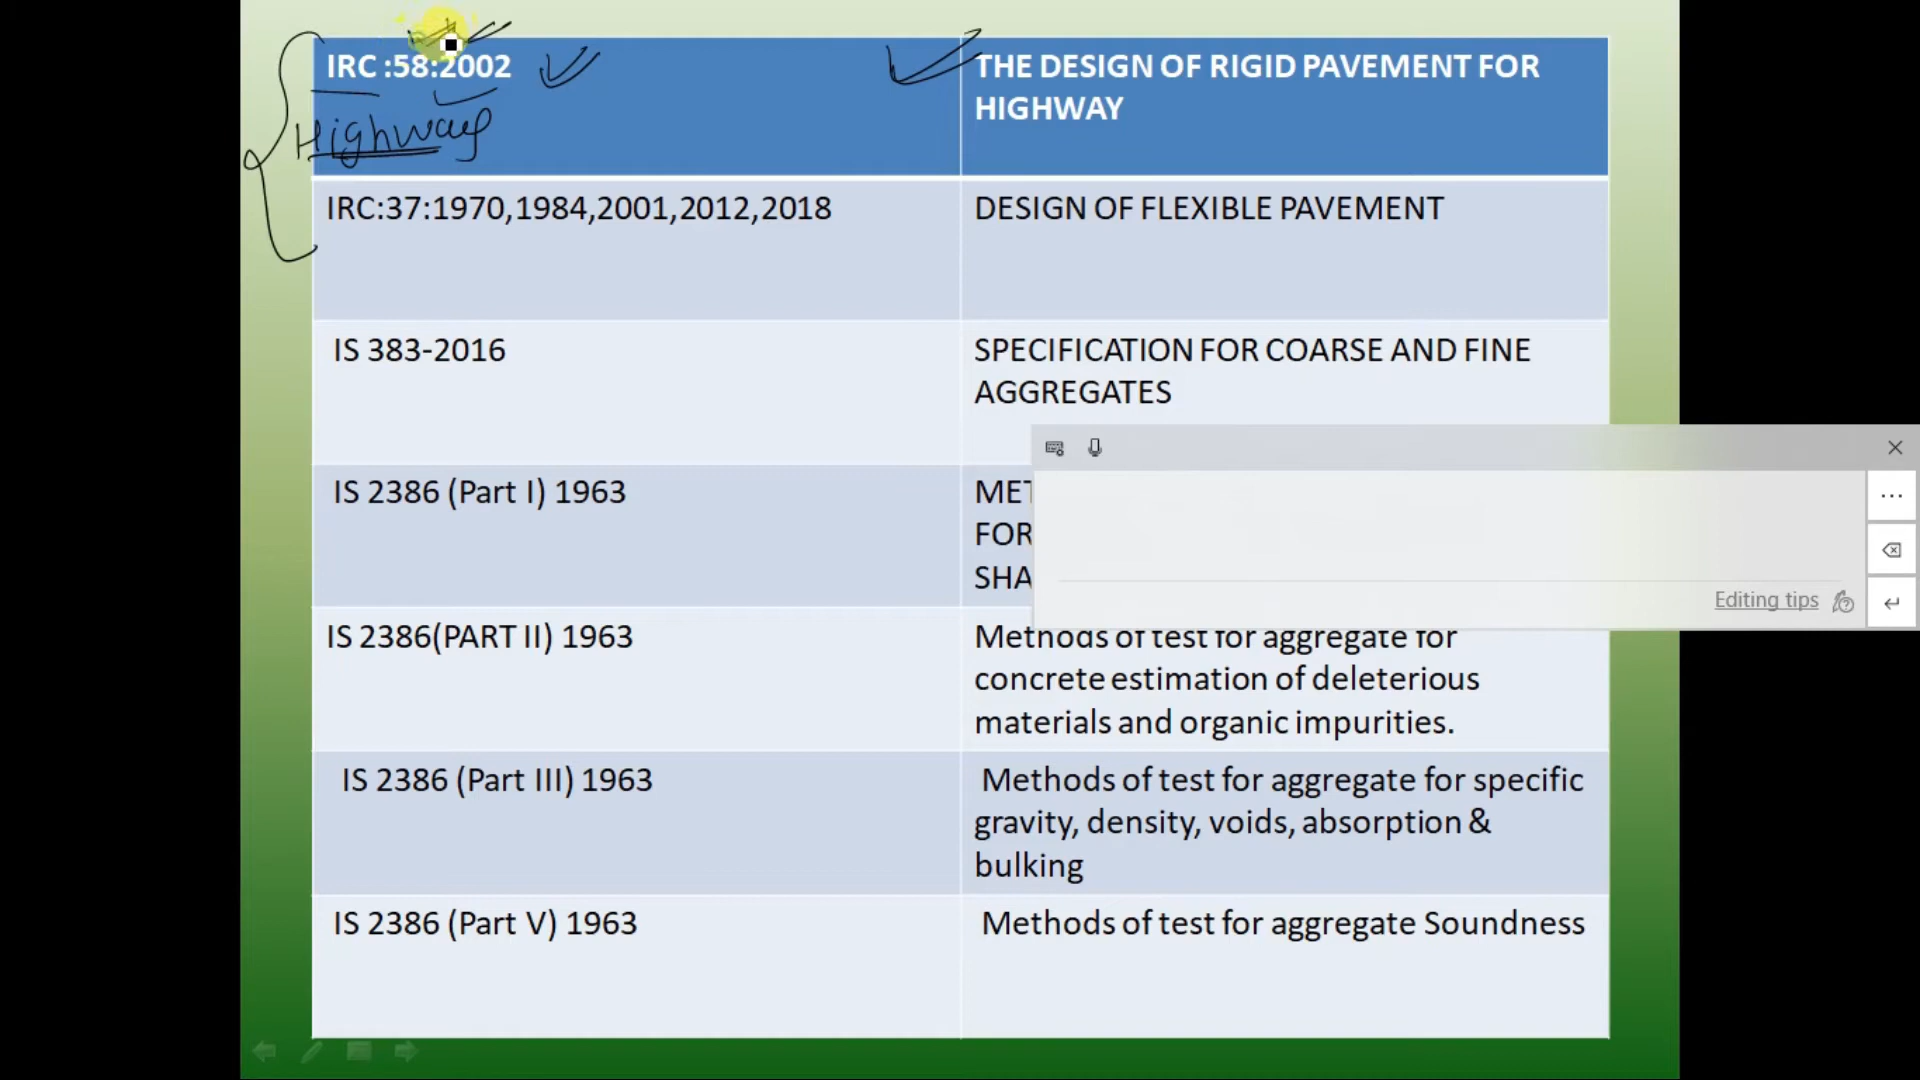 IRC :58:2002
THE DESIGN OF RIGID PAVEMENT FOR
HIGHWAY
Highway
IRC:37:1970,1984,2001,2012,2018
DESIGN OF FLEXIBLE PAVEMENT
IS 383-2016
SPECIFICATION FOR COARSE AND FINE
AGGREGATES
IS 2386 (Part I) 1963
FOR
IS 2386(PART II) 1963
Methods of test for aggregate for
concrete estimation of deleterious
materials and organic impurities.
IS 2386 (Part III) 1963
Methods of test for aggregate for specific
gravity, density, voids, absorption &
bulking
IS 2386 (Part V) 1963
Methods of test for aggregate Soundness
Editing tips